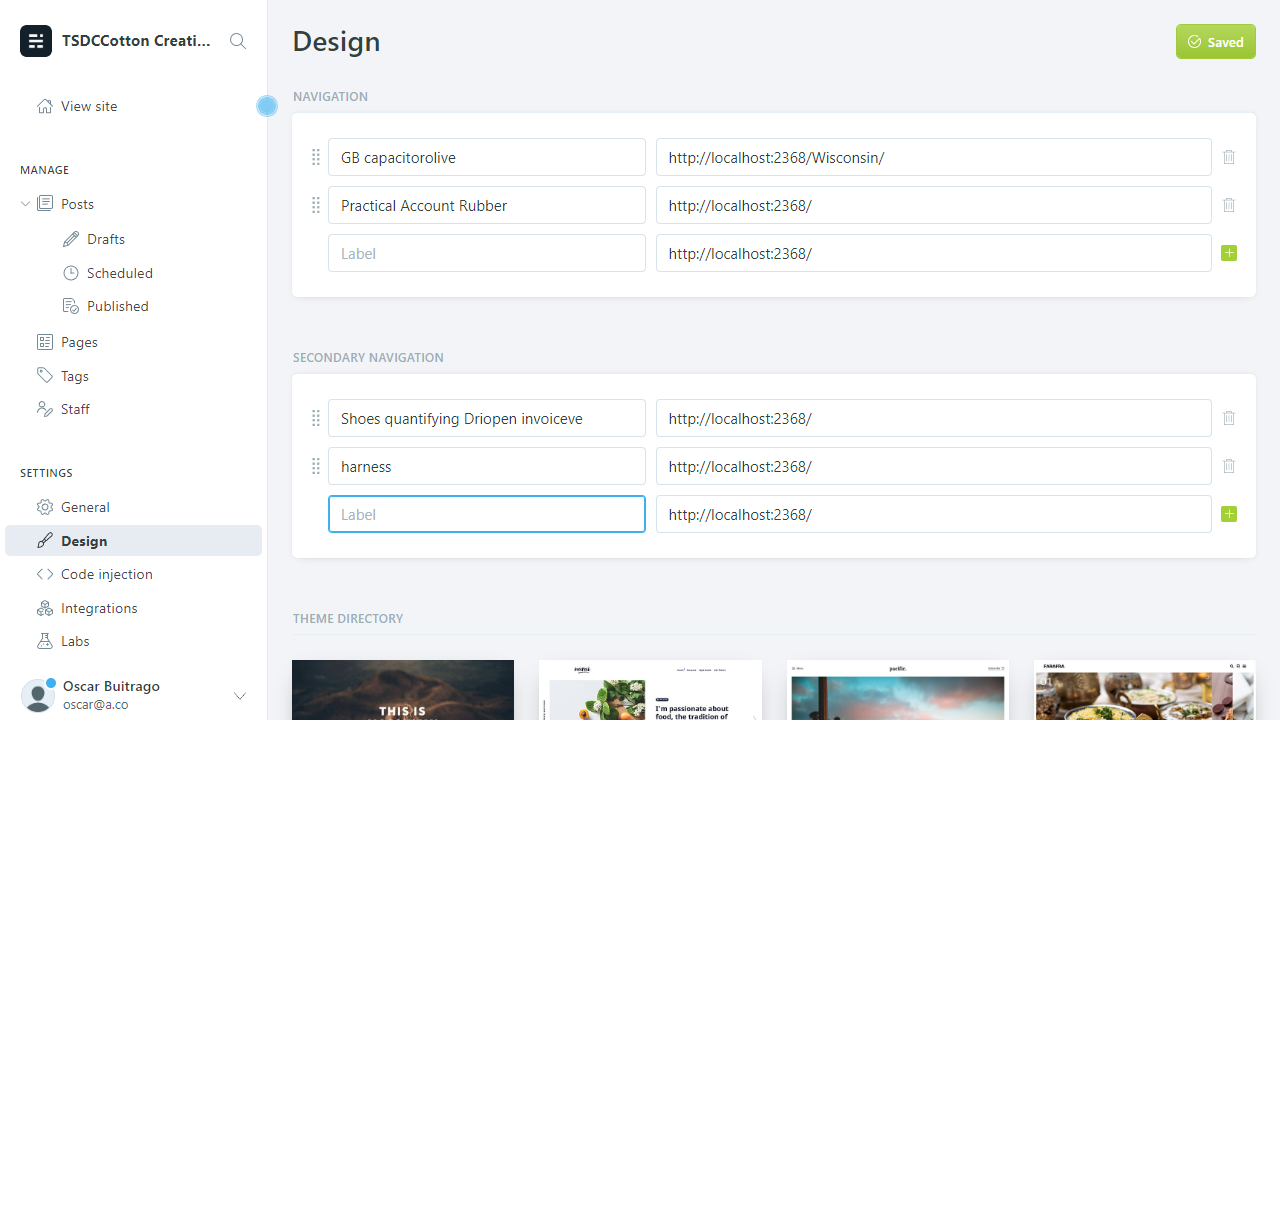 TSDCCotton Creati...
View site
MANAGE
Posts
Drafts
Scheduled
Published
Pages
Tags
Staff
SETTINGS
General
Design
Code injection
Integrations
Labs
Oscar Buitrago
oscar@a.co
Design
Saved
NAVIGATION
GB capacitorolive
http://localhost:2368/Wisconsin/
Practical Account Rubber
http://localhost:2368/
Label
http://localhost:2368/
SECONDARY NAVIGATION
Shoes quantifying Driopen invoiceve
http://localhost:2368/
harness
http://localhost:2368/
Label
http://localhost:2368/
THEME DIRECTORY
THIS IS
I'm passionate about
food, the tradition of
pacific.